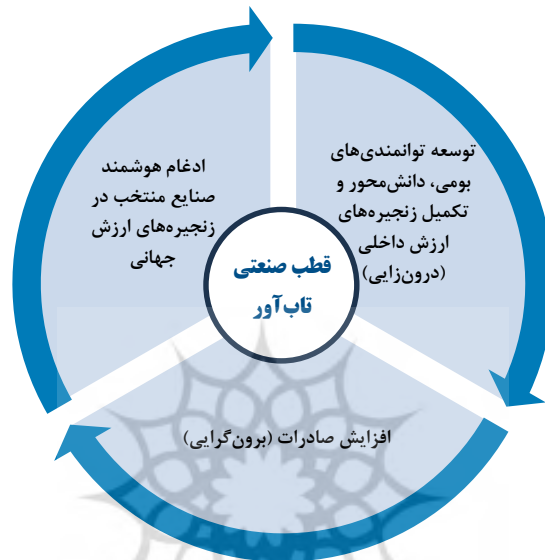 توسعه توانمندی‌های
بومی، دانش‌محور و
تکمیل زنجیره‌های
ارزش داخلی
(درون‌زایی)
ادغام هوشمند
صنایع منتخب در
زنجیره‌های ارزش
جهانی
قطب صنعتی
تاب‌آور
افزایش صادرات (برون‌گرایی)